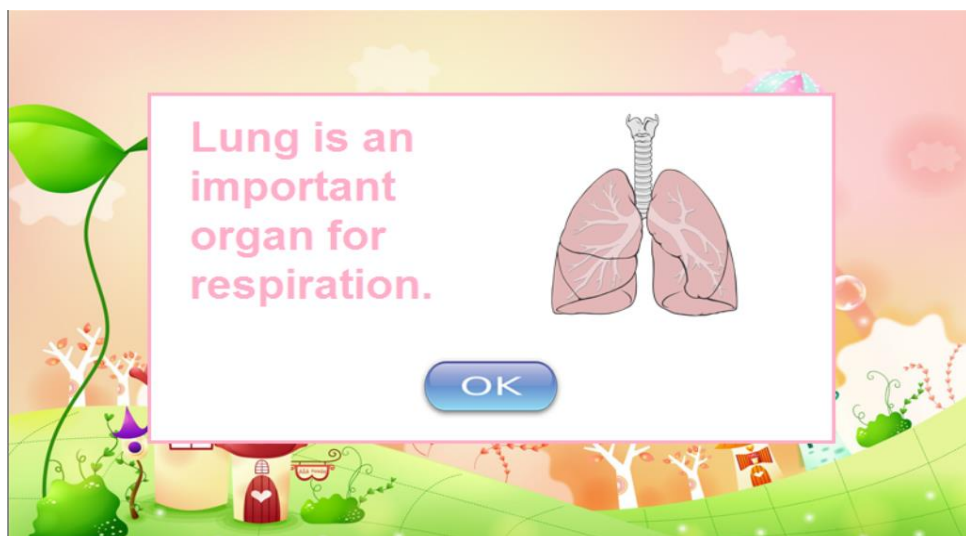 Lung is an
important
organ for
respiration.
OK